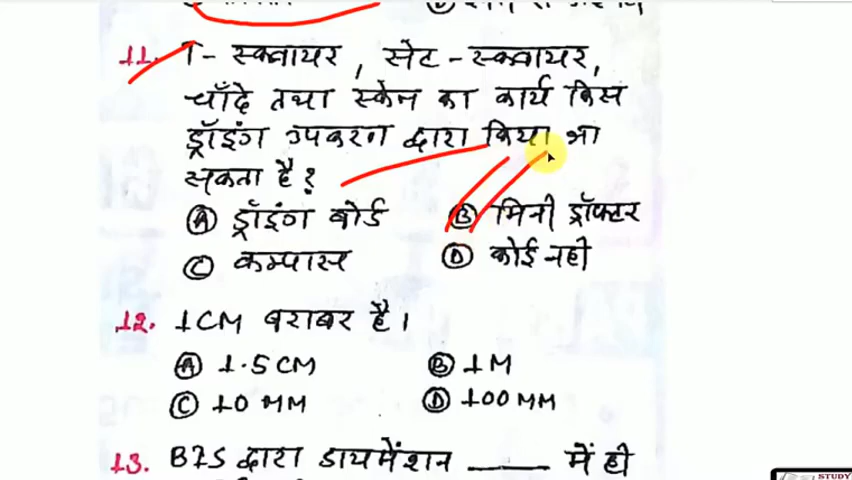 11. T- स्क्वायर, सेट-स्क्वायर,
चाँदे तथा स्केल का कार्य किस
ड्रॉइंग उपकरण द्वारा किया जा
सकता है?
Ⓐ ड्रॉइंग बोर्ड Ⓑ मिनी ड्रॉफ्टर
Ⓒ कम्पास Ⓓ कोई नही
12. 1CM बराबर है।
Ⓐ 1.5CM Ⓑ 1M
Ⓒ 10 MM Ⓓ 100 MM
13. BIS द्वारा डायमेंशन ____ में ही
STUDY